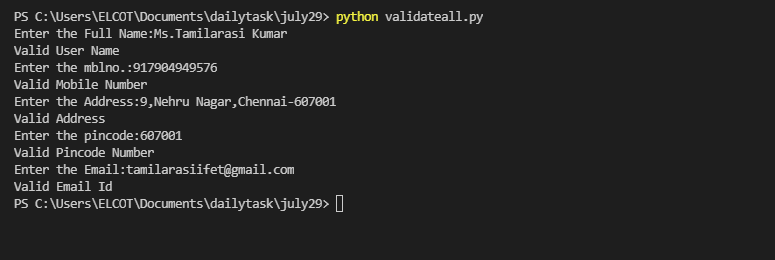 PS C:\Users\ELCOT\Documents\dailytask\july29> python validateall.py
Enter the Full Name:Ms.Tamilarasi Kumar
Valid User Name
Enter the mblno.:917904949576
Valid Mobile Number
Enter the Address:9,Nehru Nagar,Chennai-607001
Valid Address
Enter the pincode:607001
Valid Pincode Number
Enter the Email:tamilarasiifet@gmail.com
Valid Email Id
PS C:\Users\ELCOT\Documents\dailytask\july29>